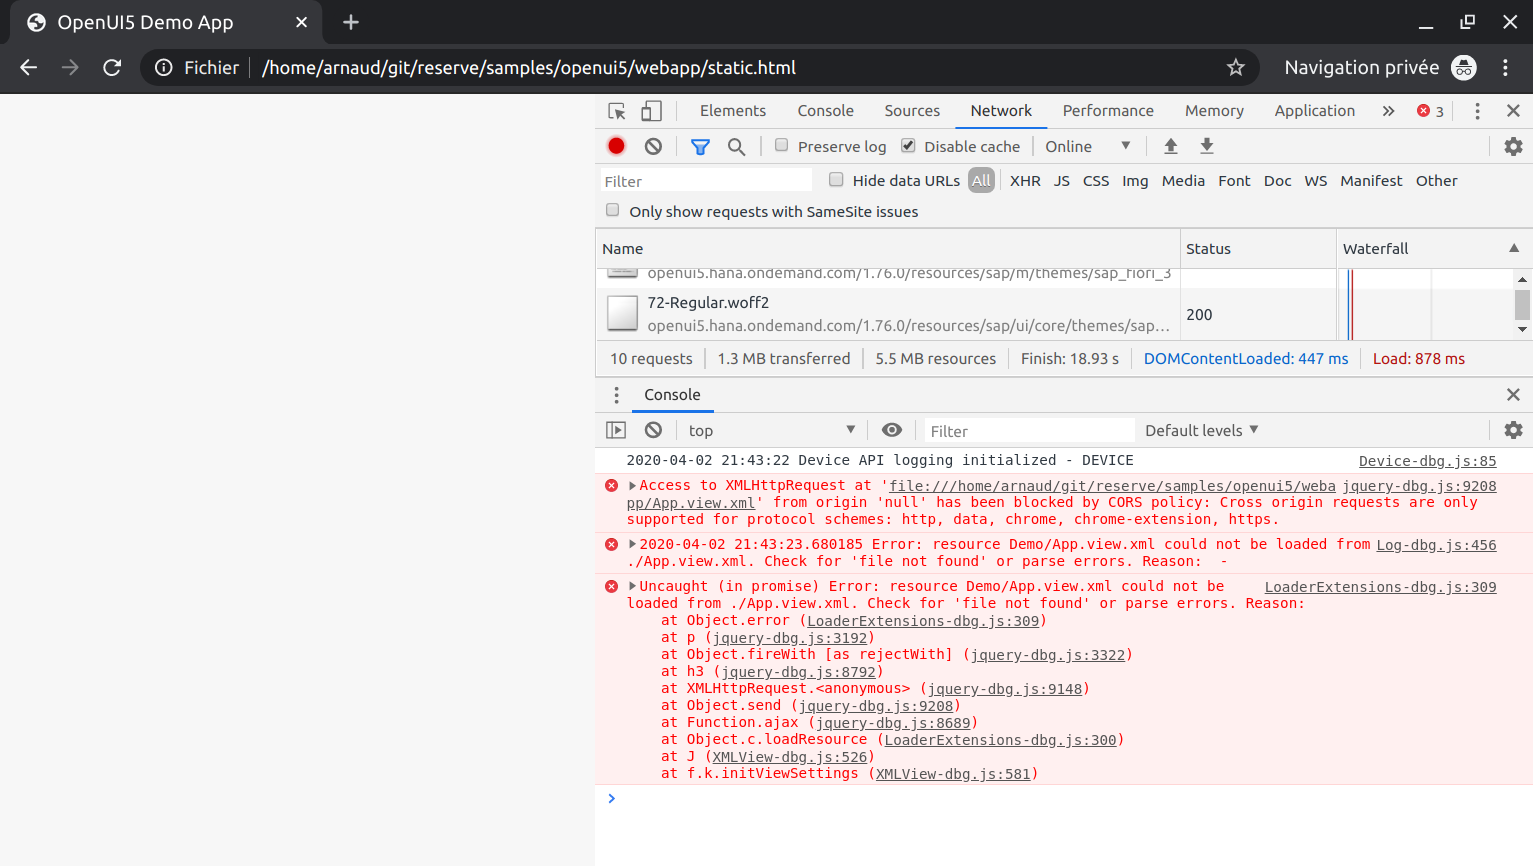 OpenUI5 Demo App
Fichier /home/arnaud/git/reserve/samples/openui5/webapp/static.html
Navigation privée
Elements Console Sources Network Performance Memory Application » 3
Preserve log Disable cache Online
Filter Hide data URLs All XHR JS CSS Img Media Font Doc WS Manifest Other
Only show requests with SameSite issues
Name Status Waterfall
openui5.hana.ondemand.com/1.76.0/resources/sap/m/themes/sap_fiori_3
72-Regular.woff2
openui5.hana.ondemand.com/1.76.0/resources/sap/ui/core/themes/sap... 200
10 requests 1.3 MB transferred 5.5 MB resources Finish: 18.93 s DOMContentLoaded: 447 ms Load: 878 ms
Console
top Filter Default levels
2020-04-02 21:43:22 Device API logging initialized - DEVICE Device-dbg.js:85
Access to XMLHttpRequest at 'file:///home/arnaud/git/reserve/samples/openui5/weba jquery-dbg.js:9208
pp/App.view.xml' from origin 'null' has been blocked by CORS policy: Cross origin requests are only
supported for protocol schemes: http, data, chrome, chrome-extension, https.
2020-04-02 21:43:23.680185 Error: resource Demo/App.view.xml could not be loaded from Log-dbg.js:456
./App.view.xml. Check for 'file not found' or parse errors. Reason:  -
Uncaught (in promise) Error: resource Demo/App.view.xml could not be LoaderExtensions-dbg.js:309
loaded from ./App.view.xml. Check for 'file not found' or parse errors. Reason:
at Object.error (LoaderExtensions-dbg.js:309)
at p (jquery-dbg.js:3192)
at Object.fireWith [as rejectWith] (jquery-dbg.js:3322)
at h3 (jquery-dbg.js:8792)
at XMLHttpRequest.<anonymous> (jquery-dbg.js:9148)
at Object.send (jquery-dbg.js:9208)
at Function.ajax (jquery-dbg.js:8689)
at Object.c.loadResource (LoaderExtensions-dbg.js:300)
at J (XMLView-dbg.js:526)
at f.k.initViewSettings (XMLView-dbg.js:581)